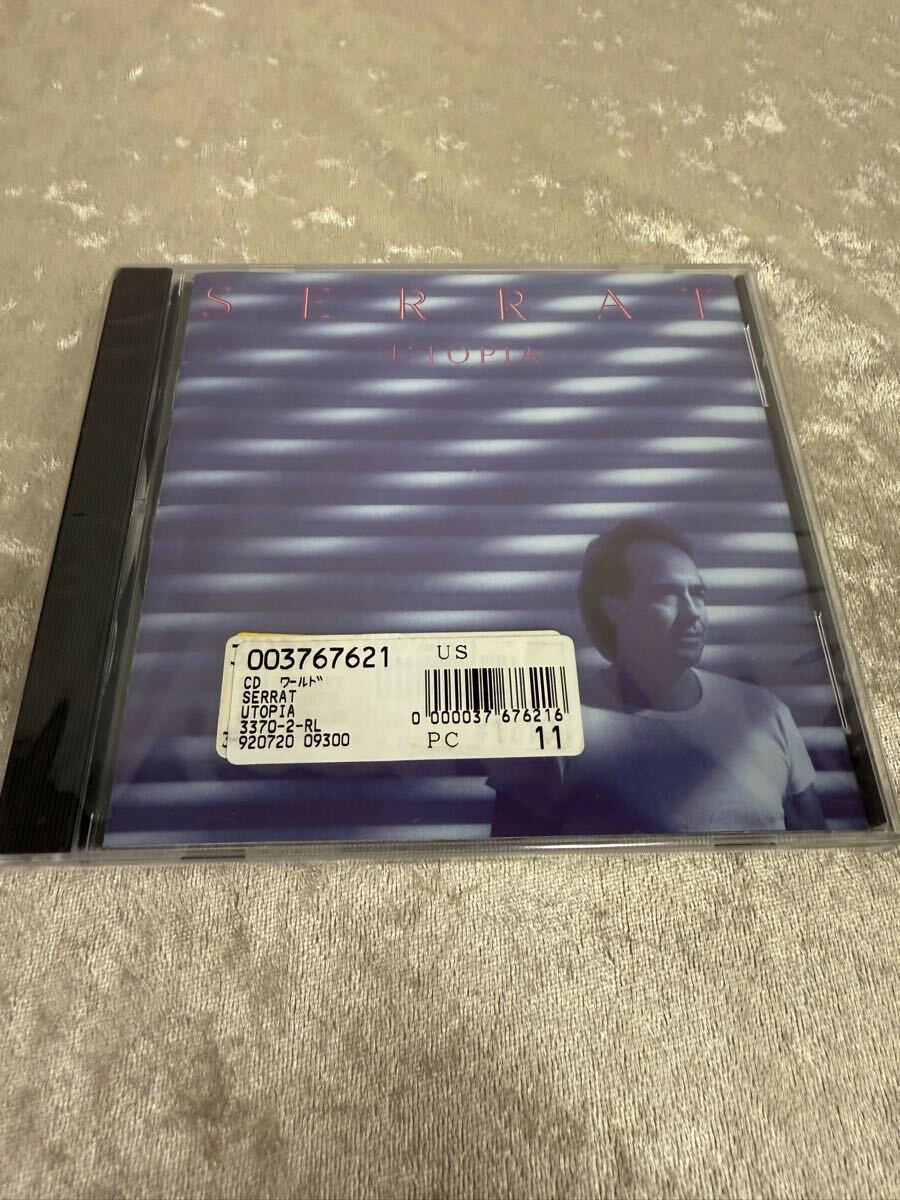 SERRAT
UTOPIA
003767621 US
CD ワールド
SERRAT
UTOPIA
3370-2-RL
920720 09300
0 000037 676216
PC 11